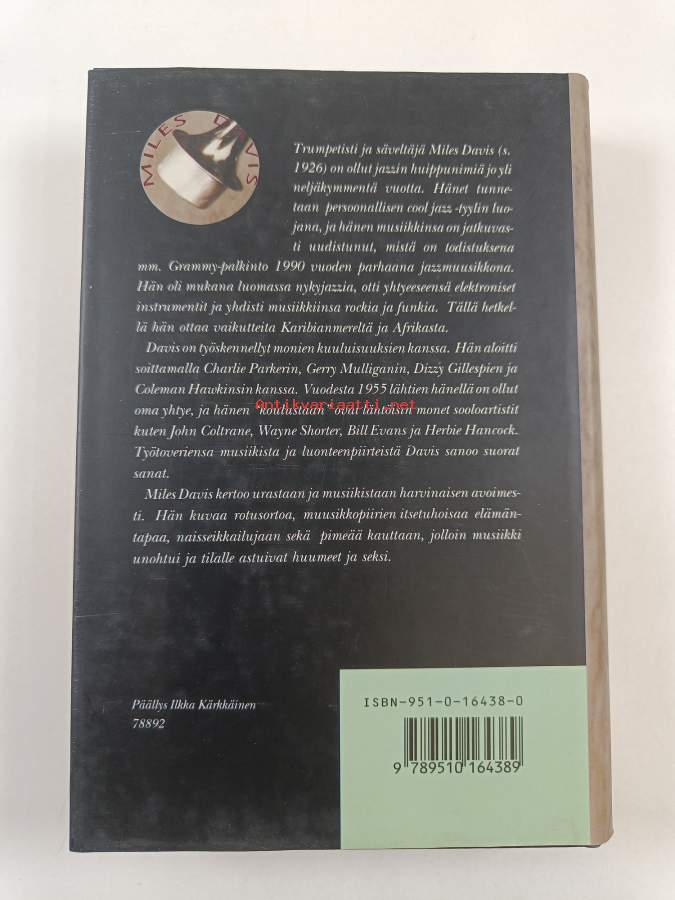 MILES DAVIS
Trumpetisti ja säveltäjä Miles Davis (s.
1926) on ollut jazzin huippunimiä jo yli
neljäkymmentä vuotta. Hänet tunne-
taan persoonallisen cool jazz -tyylin luo-
jana, ja hänen musiikkinsa on jatkuvas-
ti uudistunut, mistä on todistuksena
mm. Grammy-palkinto 1990 vuoden parhaana jazzmuusikkona.
Hän oli mukana luomassa nykyjazzia, otti yhtyeeseensä elektroniset
instrumentit ja yhdisti musiikkiinsa rockia ja funkia. Tällä hetkel-
lä hän ottaa vaikutteita Karibianmereltä ja Afrikasta.
Davis on työskennellyt monien kuuluisuuksien kanssa. Hän aloitti
soittamalla Charlie Parkerin, Gerry Mulliganin, Dizzy Gillespien ja
Coleman Hawkinsin kanssa. Vuodesta 1955 lähtien hänellä on ollut
oma yhtye, ja hänen "koulustaan" ovat lähtöisin monet sooloartistit
Antikvariaatti.net
kuten John Coltrane, Wayne Shorter, Bill Evans ja Herbie Hancock.
Työtoveriensa musiikista ja luonteenpiirteistä Davis sanoo suorat
sanat.
Miles Davis kertoo urastaan ja musiikistaan harvinaisen avoimes-
ti. Hän kuvaa rotusortoa, muusikkopiirien itsetuhoisaa elämän-
tapaa, naisseikkailujaan sekä pimeää kauttaan, jolloin musiikki
unohtui ja tilalle astuivat huumeet ja seksi.
Päällys Ilkka Kärkkäinen
78892
ISBN-951-0-16438-0
9 789510 164389